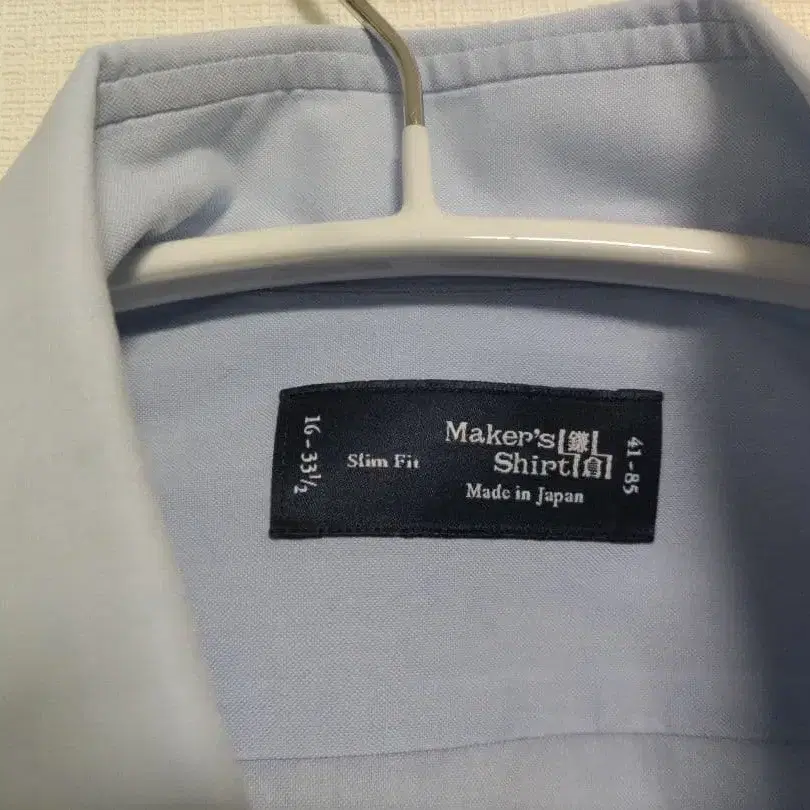 16-33½
Slim Fit
Maker's 鎌
Shirt 倉
Made in Japan
41-85